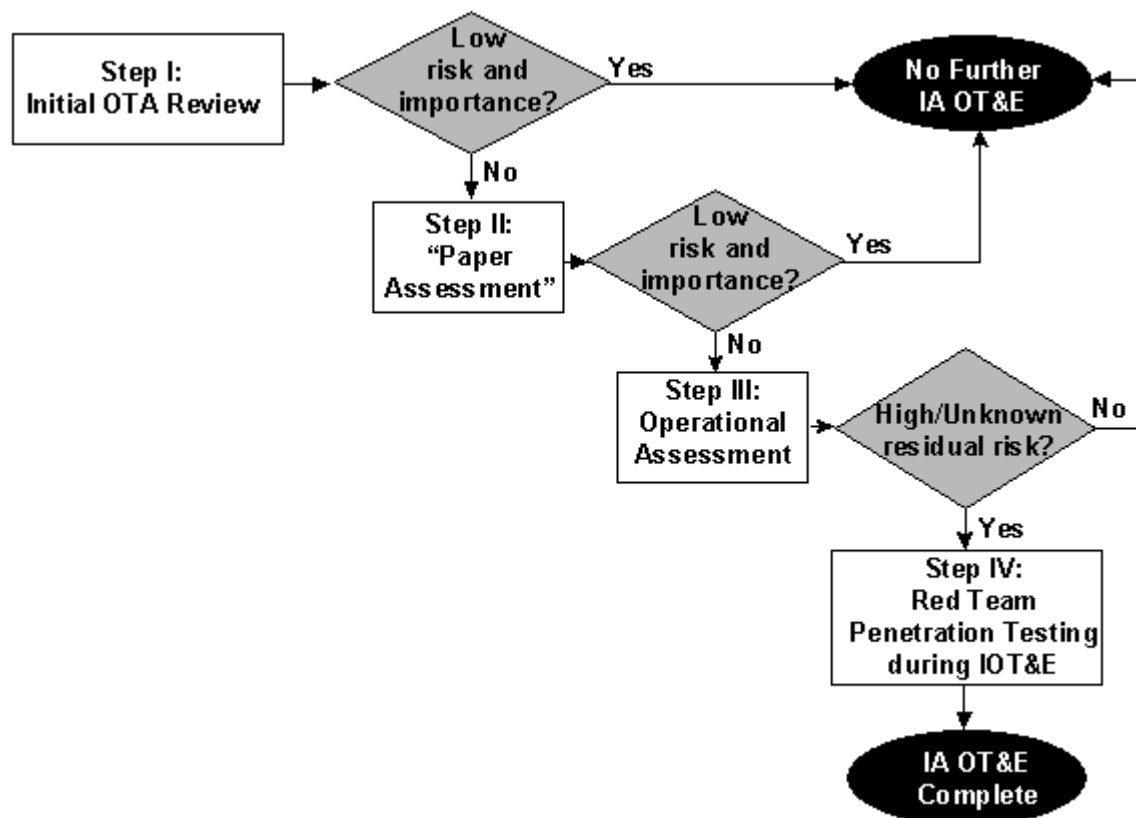 Step I:
Initial OTA Review
Low
risk and
importance?
Yes
No Further
IA OT&E
No
Step II:
“Paper
Assessment”
Low
risk and
importance?
Yes
No
Step III:
Operational
Assessment
High/Unknown
residual risk?
No
Yes
Step IV:
Red Team
Penetration Testing
during IOT&E
IA OT&E
Complete